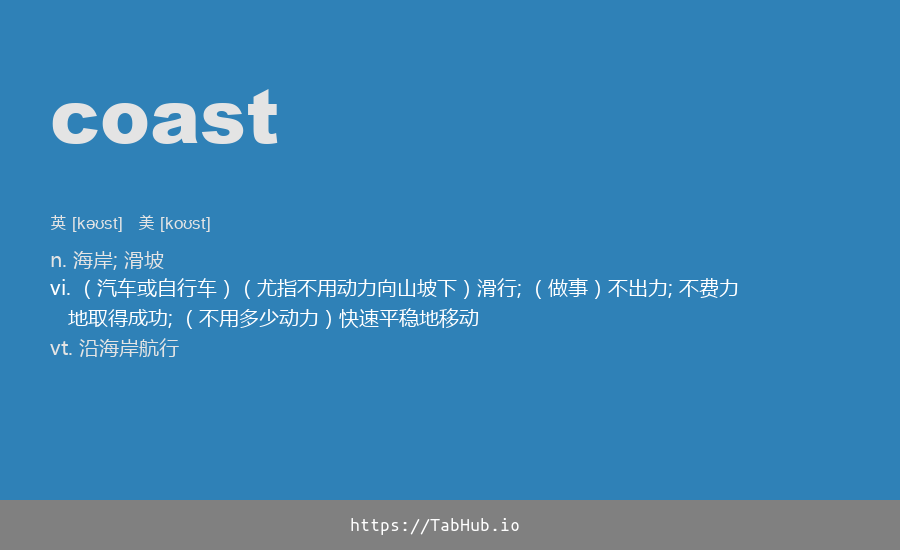 coast
英 [kəʊst] 美 [koʊst]
n. 海岸; 滑坡
vi. （汽车或自行车）（尤指不用动力向山坡下）滑行; （做事）不出力; 不费力
地取得成功; （不用多少动力）快速平稳地移动
vt. 沿海岸航行
https://TabHub.io